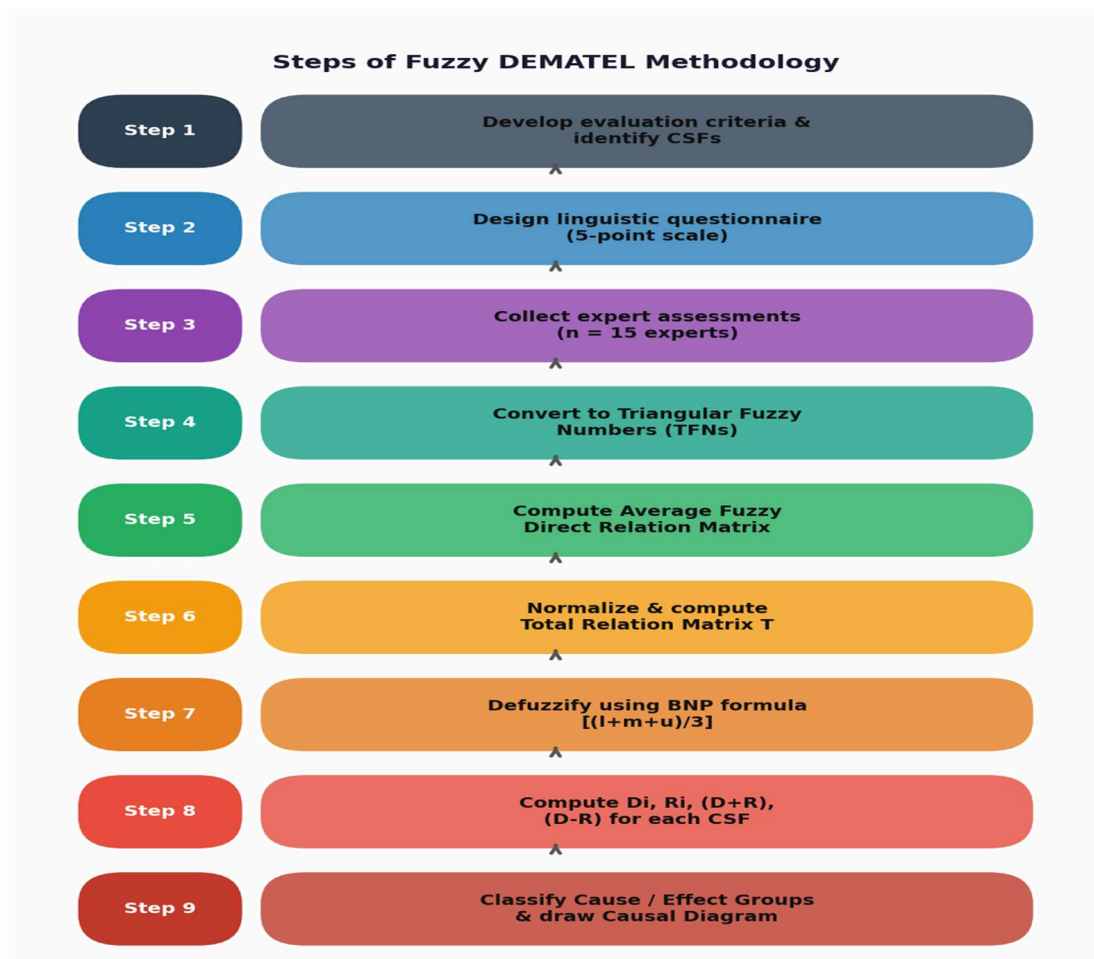 Steps of Fuzzy DEMATEL Methodology
Step 1
Develop evaluation criteria &
identify CSFs
Step 2
Design linguistic questionnaire
(5-point scale)
Step 3
Collect expert assessments
(n = 15 experts)
Step 4
Convert to Triangular Fuzzy
Numbers (TFNs)
Step 5
Compute Average Fuzzy
Direct Relation Matrix
Step 6
Normalize & compute
Total Relation Matrix T
Step 7
Defuzzify using BNP formula
[(l+m+u)/3]
Step 8
Compute Di, Ri, (D+R),
(D-R) for each CSF
Step 9
Classify Cause / Effect Groups
& draw Causal Diagram